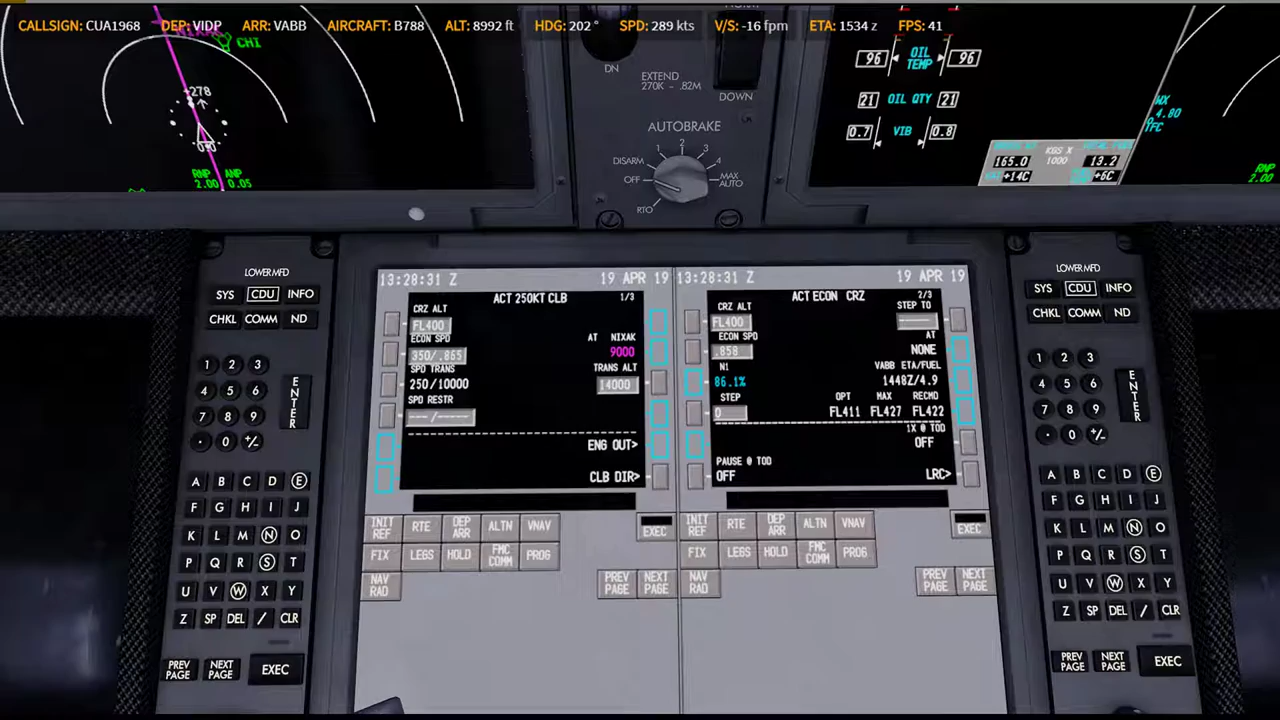 CALLSIGN: CUA1968 DEP: VIDP ARR: VABB AIRCRAFT: B788 ALT: 8992 ft HDG: 202 ° SPD: 289 kts V/S: -16 fpm ETA: 1534 z FPS: 41
CHI
-278
RNP ANP
2.00 0.05
DN
EXTEND
270K - .82M
DOWN
AUTOBRAKE
DISARM 1 2 3 4
OFF
MAX
AUTO
RTO
96 OIL TEMP 96
21 OIL QTY 21
0.7 VIB 0.8
WX
4.80
TFC
165.0 KGS X 1000 13.2
+14C +6C
RNP
2.00
LOWER MFD
SYS CDU INFO
CHKL COMM ND
1 2 3
4 5 6
7 8 9
. 0 +/-
ENTER
A B C D E
F G H I J
K L M N O
P Q R S T
U V W X Y
Z SP DEL / CLR
PREV PAGE NEXT PAGE EXEC
13:28:31 Z 19 APR 19
ACT 250KT CLB 1/3
CRZ ALT
FL400
ECON SPD AT NIXAK
350/.865 9000
SPD TRANS TRANS ALT
250/10000 14000
SPD RESTR
---/-----
ENG OUT>
CLB DIR>
INIT REF RTE DEP ARR ALTN VNAV EXEC
FIX LEGS HOLD FMC COMM PROG
NAV RAD PREV PAGE NEXT PAGE
13:28:31 Z 19 APR 19
ACT ECON CRZ 2/3
CRZ ALT STEP TO
FL400 -----
ECON SPD AT
.858 NONE
N1 VABB ETA/FUEL
86.1% 1448Z/4.9
STEP OPT MAX RECMD
0 FL411 FL427 FL422
1X @ TOD
OFF
PAUSE @ TOD
OFF LRC>
INIT REF RTE DEP ARR ALTN VNAV EXEC
FIX LEGS HOLD FMC COMM PROG
NAV RAD PREV PAGE NEXT PAGE
LOWER MFD
SYS CDU INFO
CHKL COMM ND
1 2 3
4 5 6
7 8 9
. 0 +/-
ENTER
A B C D E
F G H I J
K L M N O
P Q R S T
U V W X Y
Z SP DEL / CLR
PREV PAGE NEXT PAGE EXEC